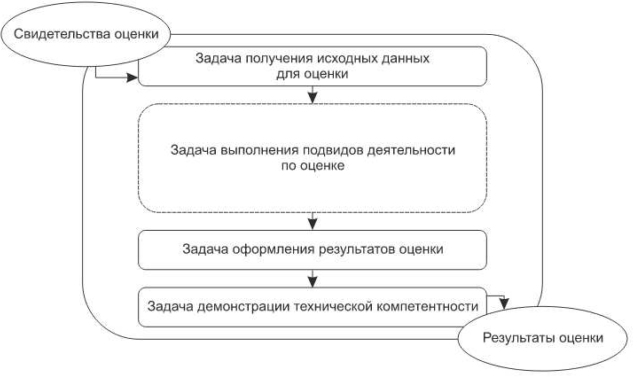 Свидетельства оценки
Задача получения исходных данных
для оценки
Задача выполнения подвидов деятельности
по оценке
Задача оформления результатов оценки
Задача демонстрации технической компетентности
Результаты оценки